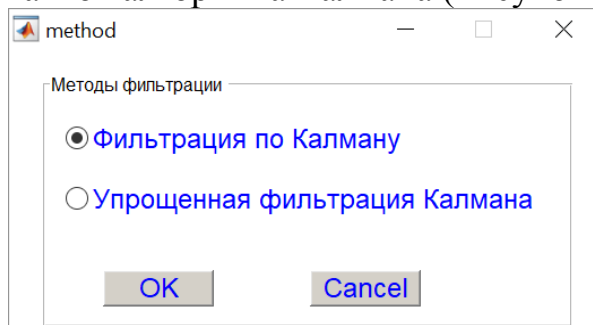 method
Методы фильтрации
Фильтрация по Калману
Упрощенная фильтрация Калмана
OK Cancel